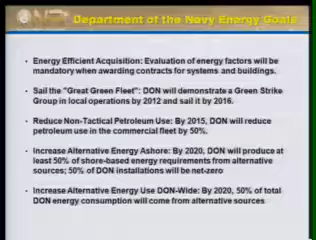 Department of the Navy Energy Goals
• Energy Efficient Acquisition: Evaluation of energy factors will be
mandatory when awarding contracts for systems and buildings.
• Sail the "Great Green Fleet": DON will demonstrate a Green Strike
Group in local operations by 2012 and sail it by 2016.
• Reduce Non-Tactical Petroleum Use: By 2015, DON will reduce
petroleum use in the commercial fleet by 50%.
• Increase Alternative Energy Ashore: By 2020, DON will produce at
least 50% of shore-based energy requirements from alternative
sources; 50% of DON installations will be net-zero
• Increase Alternative Energy Use DON-Wide: By 2020, 50% of total
DON energy consumption will come from alternative sources